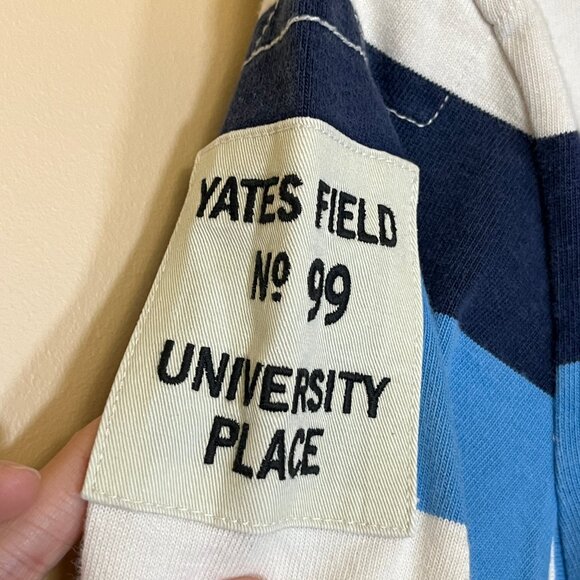 YATES FIELD
Nº 99
UNIVERSITY
PLACE